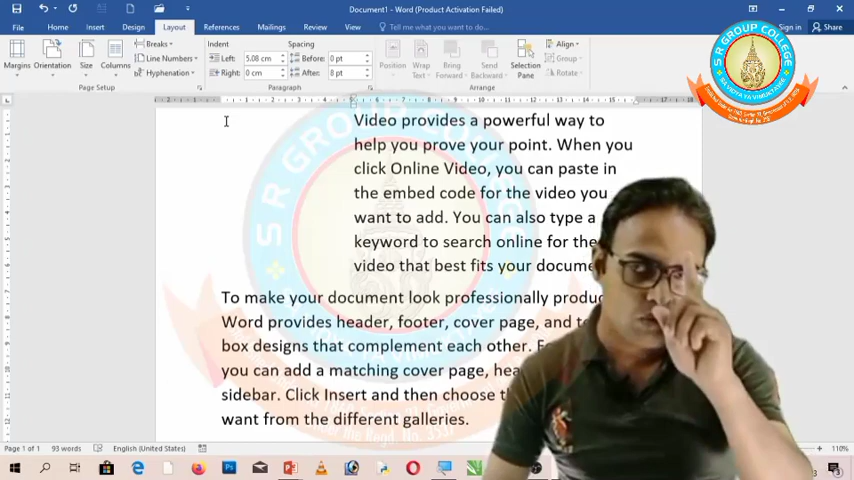 Document1 - Word (Product Activation Failed)
Sign in
Share
File
Home
Insert
Design
Layout
References
Mailings
Review
View
Tell me what you want to do...
Margins
Orientation
Size
Columns
Breaks
Line Numbers
Hyphenation
Page Setup
Indent
Left:
5.08 cm
Right:
0 cm
Spacing
Before:
0 pt
After:
8 pt
Paragraph
Position
Wrap
Text
Bring
Forward
Send
Backward
Selection
Pane
Align
Group
Rotate
Arrange
S R GROUP COLLEGE
SA VIDYA YA VIMUKTAYE
Video provides a powerful way to
help you prove your point. When you
click Online Video, you can paste in
the embed code for the video you
want to add. You can also type a
keyword to search online for the
video that best fits your docume
To make your document look professionally produc
Word provides header, footer, cover page, and te
box designs that complement each other. Fo
you can add a matching cover page, hea
sidebar. Click Insert and then choose th
want from the different galleries.
Page 1 of 1
93 words
English (United States)
110%